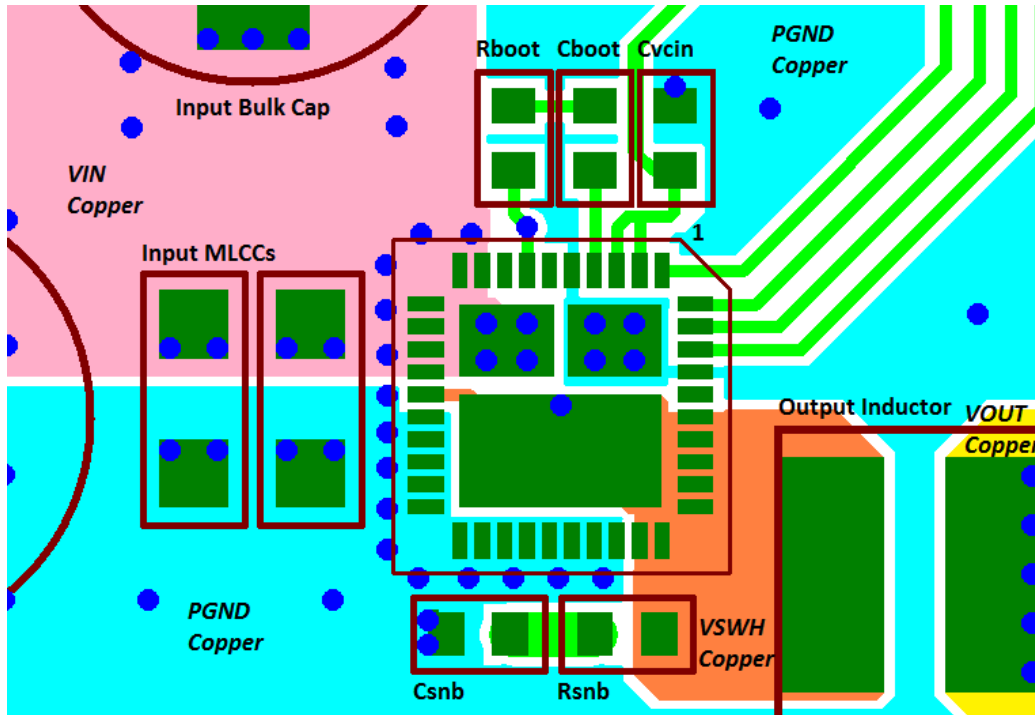 Rboot Cboot Cvcin
PGND
Copper
Input Bulk Cap
VIN
Copper
1
Input MLCCs
Output Inductor
VOUT
Copper
PGND
Copper
VSWH
Copper
Csnb
Rsnb